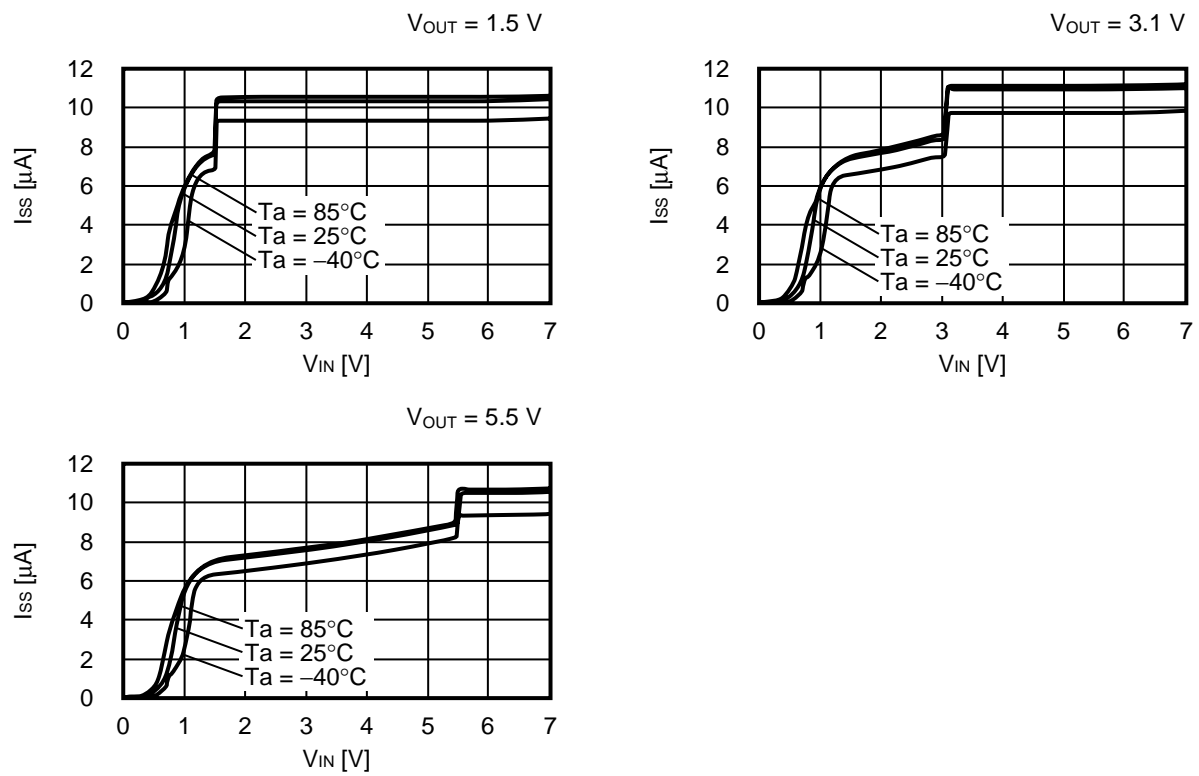 VOUT = 1.5 V
12
10
8
6
4
2
0
ISS [μA]
Ta = 85°C
Ta = 25°C
Ta = −40°C
0 1 2 3 4 5 6 7
VIN [V]
VOUT = 3.1 V
12
10
8
6
4
2
0
ISS [μA]
Ta = 85°C
Ta = 25°C
Ta = −40°C
0 1 2 3 4 5 6 7
VIN [V]
VOUT = 5.5 V
12
10
8
6
4
2
0
ISS [μA]
Ta = 85°C
Ta = 25°C
Ta = −40°C
0 1 2 3 4 5 6 7
VIN [V]